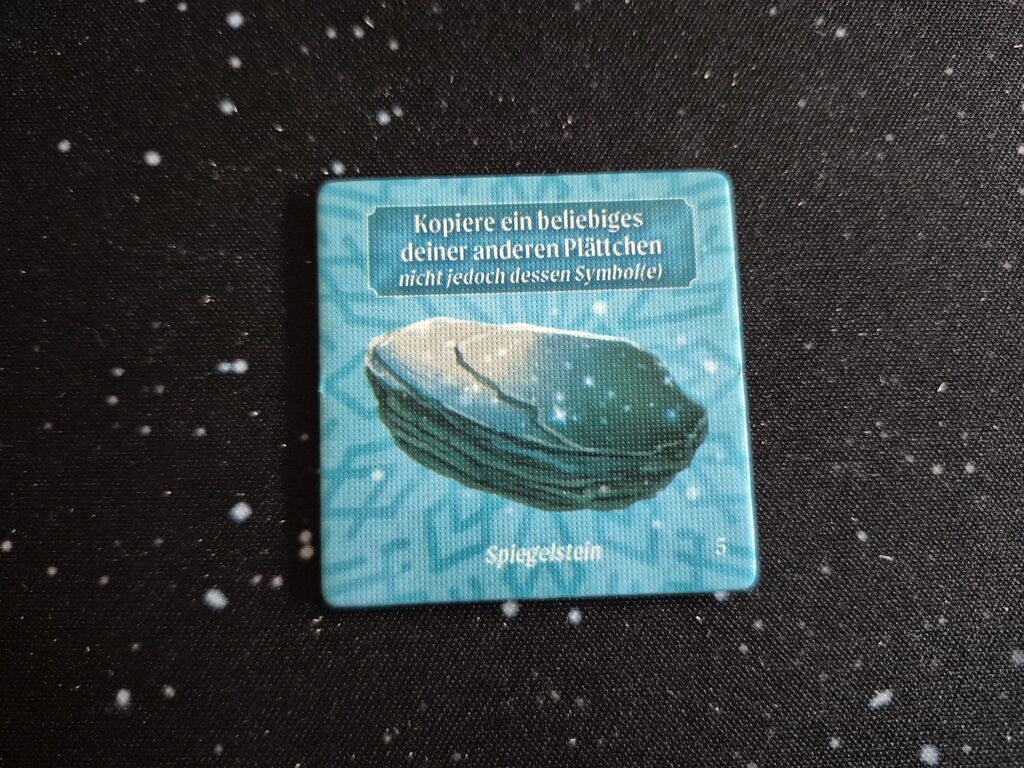 Kopiere ein beliebiges
deiner anderen Plättchen
nicht jedoch dessen Symbol(e)
Spiegelstein
5